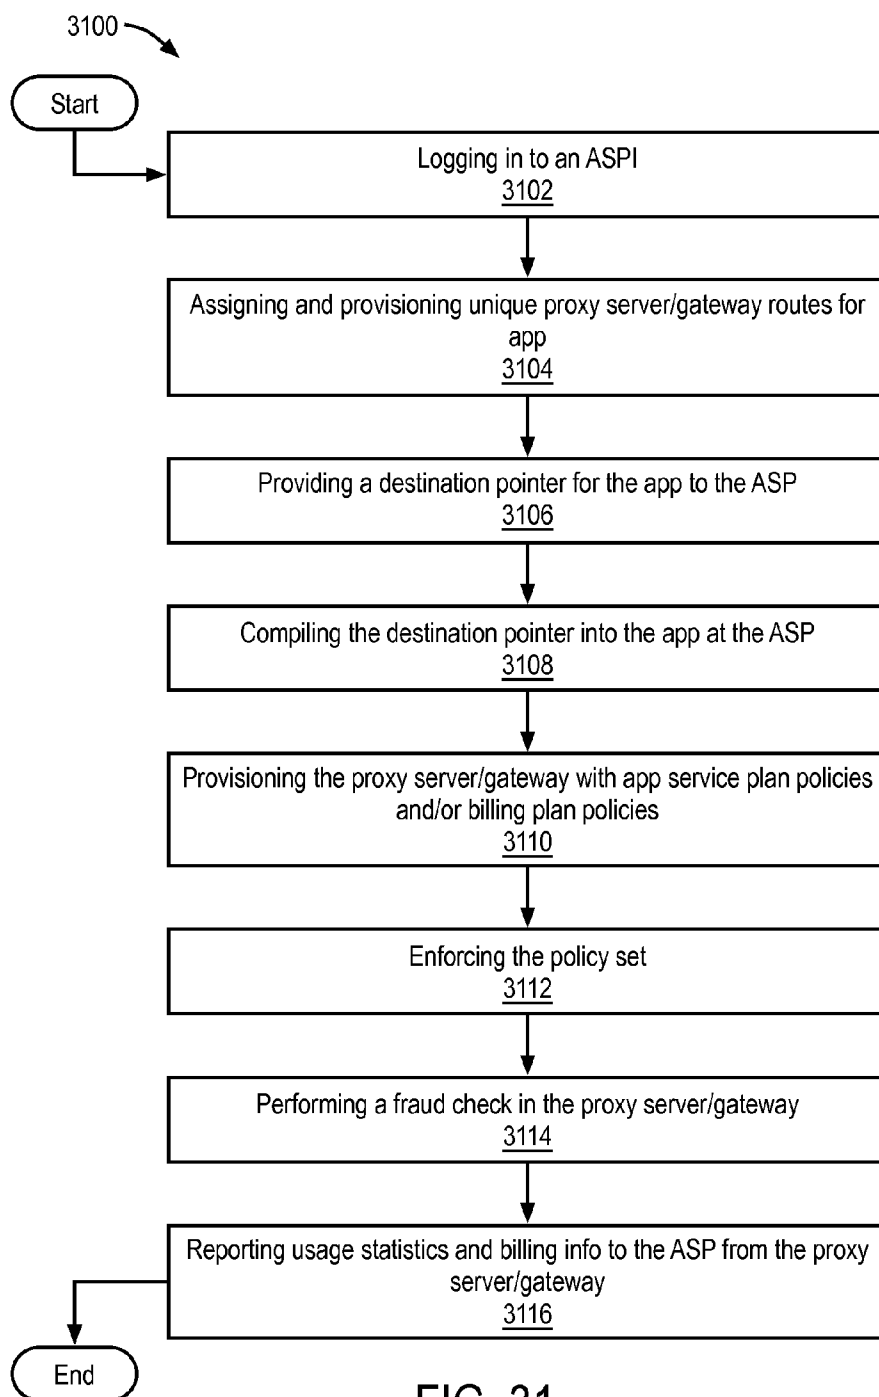 3100
Start
Logging in to an ASPI
3102
Assigning and provisioning unique proxy server/gateway routes for
app
3104
Providing a destination pointer for the app to the ASP
3106
Compiling the destination pointer into the app at the ASP
3108
Provisioning the proxy server/gateway with app service plan policies
and/or billing plan policies
3110
Enforcing the policy set
3112
Performing a fraud check in the proxy server/gateway
3114
Reporting usage statistics and billing info to the ASP from the proxy
server/gateway
3116
End
FIG. 31